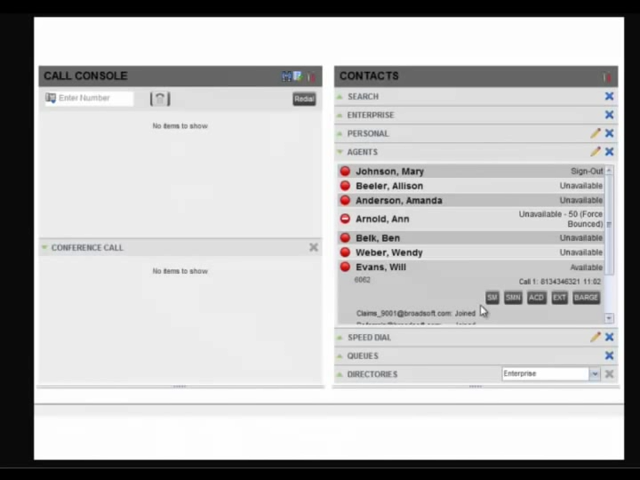 CALL CONSOLE
Enter Number
Redial
No items to show
CONFERENCE CALL
No items to show
CONTACTS
SEARCH
ENTERPRISE
PERSONAL
AGENTS
Johnson, Mary Sign-Out
Beeler, Allison Unavailable
Anderson, Amanda Unavailable
Arnold, Ann Unavailable - 50 (Force Bounced)
Belk, Ben Unavailable
Weber, Wendy Unavailable
Evans, Will Available
6062 Call 1: 8134346321 11:02
SM SMN ACD EXT BARGE
Claims_9001@broadsoft.com: Joined
Joined
SPEED DIAL
QUEUES
DIRECTORIES Enterprise